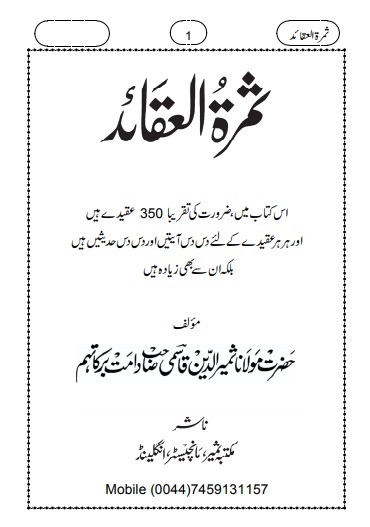 ثمرۃ العقائد
1
ثمرۃ العقائد
اس کتاب میں، ضرورت کی تقریبا 350 عقیدے ہیں
اور ہر ہر عقیدے کے لئے دس دس آیتیں اور دس دس حدیثیں ہیں
بلکہ ان سے بھی زیادہ ہیں
مؤلف
حضرت مولانا ثمیر الدین قاسمی صاحب دامت برکاتہم
ناشر
مکتبہ ثمیر، مانچیسٹر، انگلینڈ
Mobile (0044)7459131157